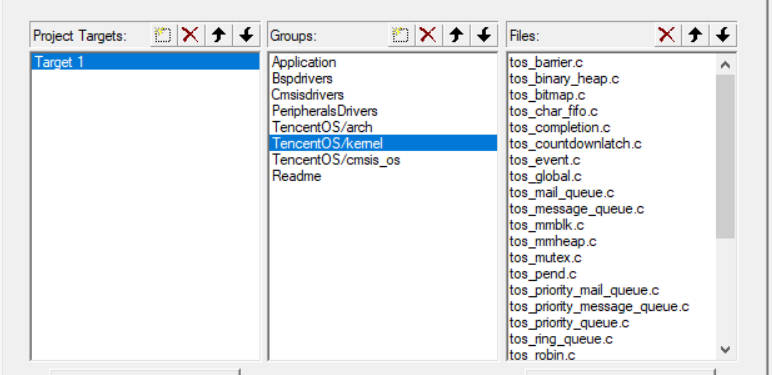 Project Targets:
Groups:
Files:
Target 1
Application
Bspdrivers
Cmsisdrivers
PeripheralsDrivers
TencentOS/arch
TencentOS/kernel
TencentOS/cmsis_os
Readme
tos_barrier.c
tos_binary_heap.c
tos_bitmap.c
tos_char_fifo.c
tos_completion.c
tos_countdownlatch.c
tos_event.c
tos_global.c
tos_mail_queue.c
tos_message_queue.c
tos_mmblk.c
tos_mmheap.c
tos_mutex.c
tos_pend.c
tos_priority_mail_queue.c
tos_priority_message_queue.c
tos_priority_queue.c
tos_ring_queue.c
tos_robin.c